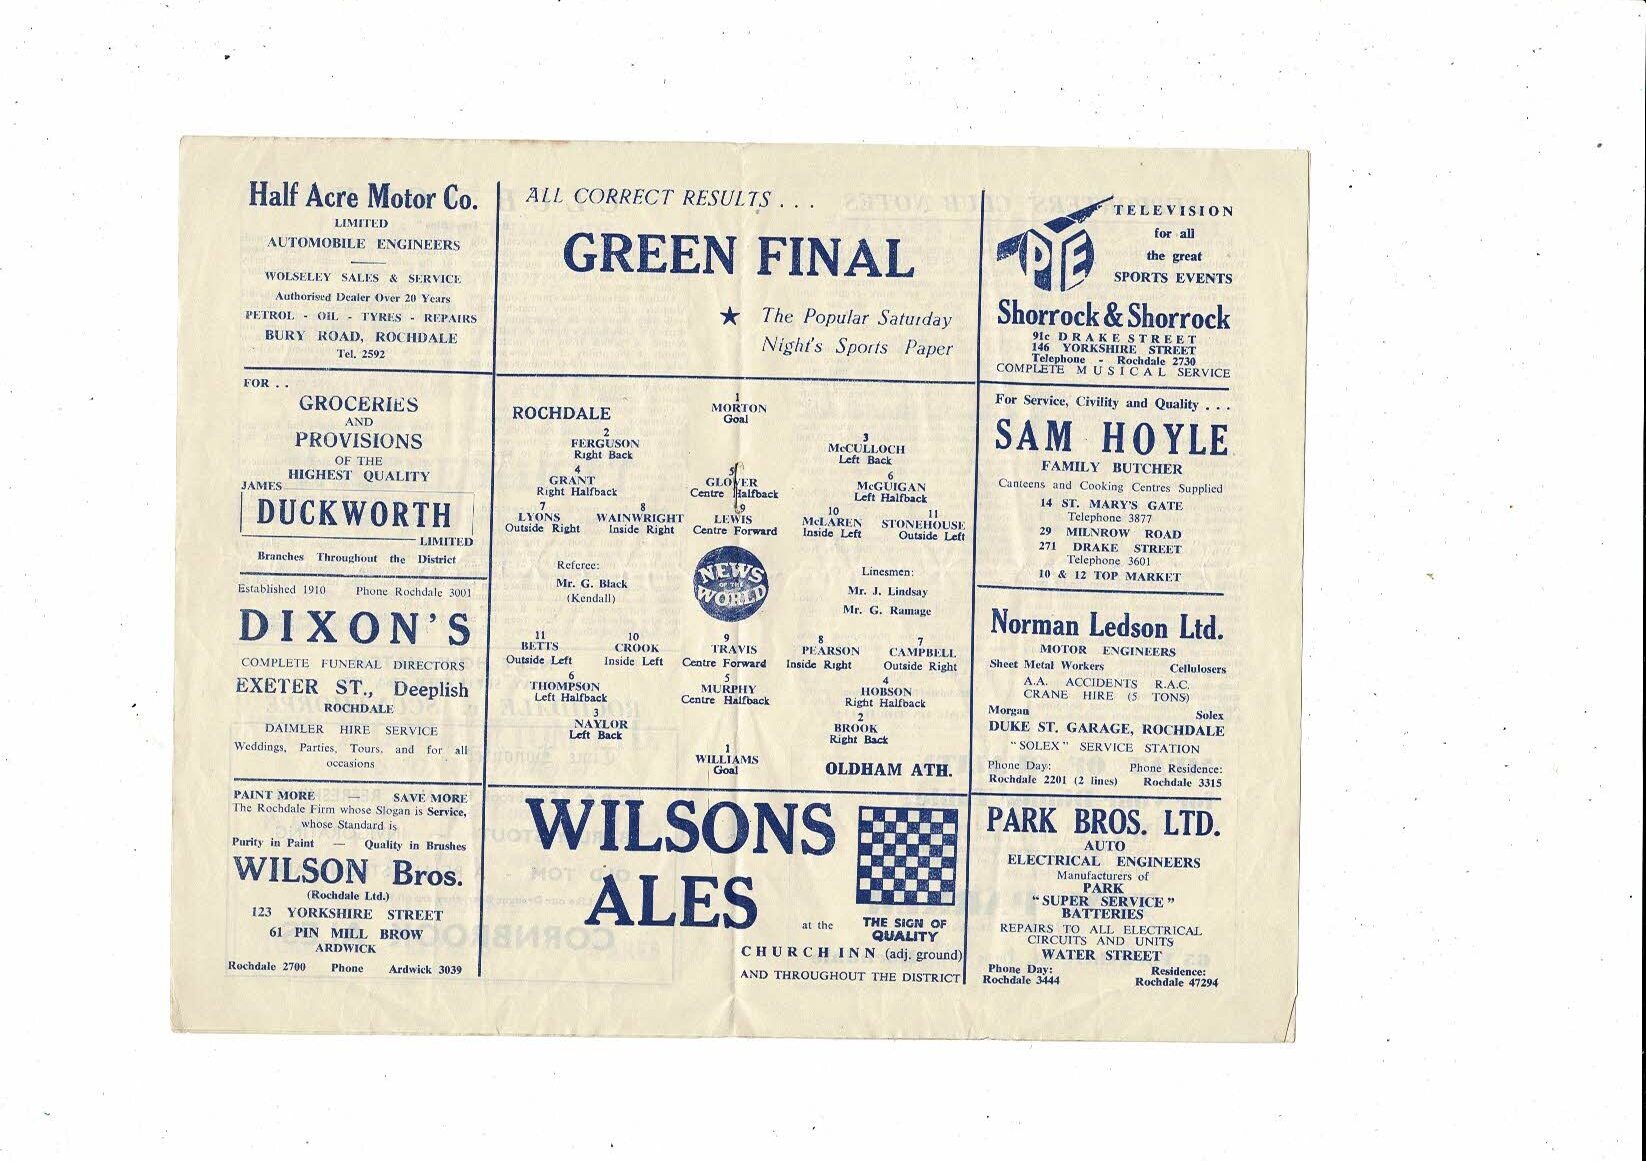 Half Acre Motor Co.
LIMITED
AUTOMOBILE ENGINEERS
WOLSELEY SALES & SERVICE
Authorised Dealer Over 20 Years
PETROL - OIL - TYRES - REPAIRS
BURY ROAD, ROCHDALE
Tel. 2592
FOR . .
GROCERIES
AND
PROVISIONS
OF THE
HIGHEST QUALITY
JAMES
DUCKWORTH
LIMITED
Branches Throughout the District
Established 1910 Phone Rochdale 3001
DIXON'S
COMPLETE FUNERAL DIRECTORS
EXETER ST., Deeplish
ROCHDALE
DAIMLER HIRE SERVICE
Weddings, Parties, Tours, and for all
occasions
PAINT MORE — SAVE MORE
The Rochdale Firm whose Slogan is Service,
whose Standard is
Purity in Paint — Quality in Brushes
WILSON Bros.
(Rochdale Ltd.)
123 YORKSHIRE STREET
61 PIN MILL BROW
ARDWICK
Rochdale 2700 Phone Ardwick 3039
ALL CORRECT RESULTS . . .
GREEN FINAL
★ The Popular Saturday
Night's Sports Paper
ROCHDALE
1
MORTON
Goal
2
FERGUSON
Right Back
3
McCULLOCH
Left Back
4
GRANT
Right Halfback
5
GLOVER
Centre Halfback
6
McGUIGAN
Left Halfback
7
LYONS
Outside Right
8
WAINWRIGHT
Inside Right
9
LEWIS
Centre Forward
10
McLAREN
Inside Left
11
STONEHOUSE
Outside Left
Referee:
Mr. G. Black
(Kendall)
NEWS
OF THE
WORLD
Linesmen:
Mr. J. Lindsay
Mr. G. Ramage
11
BETTS
Outside Left
10
CROOK
Inside Left
9
TRAVIS
Centre Forward
8
PEARSON
Inside Right
7
CAMPBELL
Outside Right
6
THOMPSON
Left Halfback
5
MURPHY
Centre Halfback
4
HOBSON
Right Halfback
3
NAYLOR
Left Back
2
BROOK
Right Back
1
WILLIAMS
Goal
OLDHAM ATH.
WILSONS
ALES
at the
THE SIGN OF
QUALITY
CHURCH INN (adj. ground)
AND THROUGHOUT THE DISTRICT
PYE
TELEVISION
for all
the great
SPORTS EVENTS
Shorrock & Shorrock
91c DRAKE STREET
146 YORKSHIRE STREET
Telephone - Rochdale 2730
COMPLETE MUSICAL SERVICE
For Service, Civility and Quality . . .
SAM HOYLE
FAMILY BUTCHER
Canteens and Cooking Centres Supplied
14 ST. MARY'S GATE
Telephone 3877
29 MILNROW ROAD
271 DRAKE STREET
Telephone 3601
10 & 12 TOP MARKET
Norman Ledson Ltd.
MOTOR ENGINEERS
Sheet Metal Workers Cellulosers
A.A. ACCIDENTS R.A.C.
CRANE HIRE (5 TONS)
Morgan Solex
DUKE ST. GARAGE, ROCHDALE
"SOLEX" SERVICE STATION
Phone Day: Phone Residence:
Rochdale 2201 (2 lines) Rochdale 3315
PARK BROS. LTD.
AUTO
ELECTRICAL ENGINEERS
Manufacturers of
PARK
"SUPER SERVICE"
BATTERIES
REPAIRS TO ALL ELECTRICAL
CIRCUITS AND UNITS
WATER STREET
Phone Day: Residence:
Rochdale 3444 Rochdale 47294